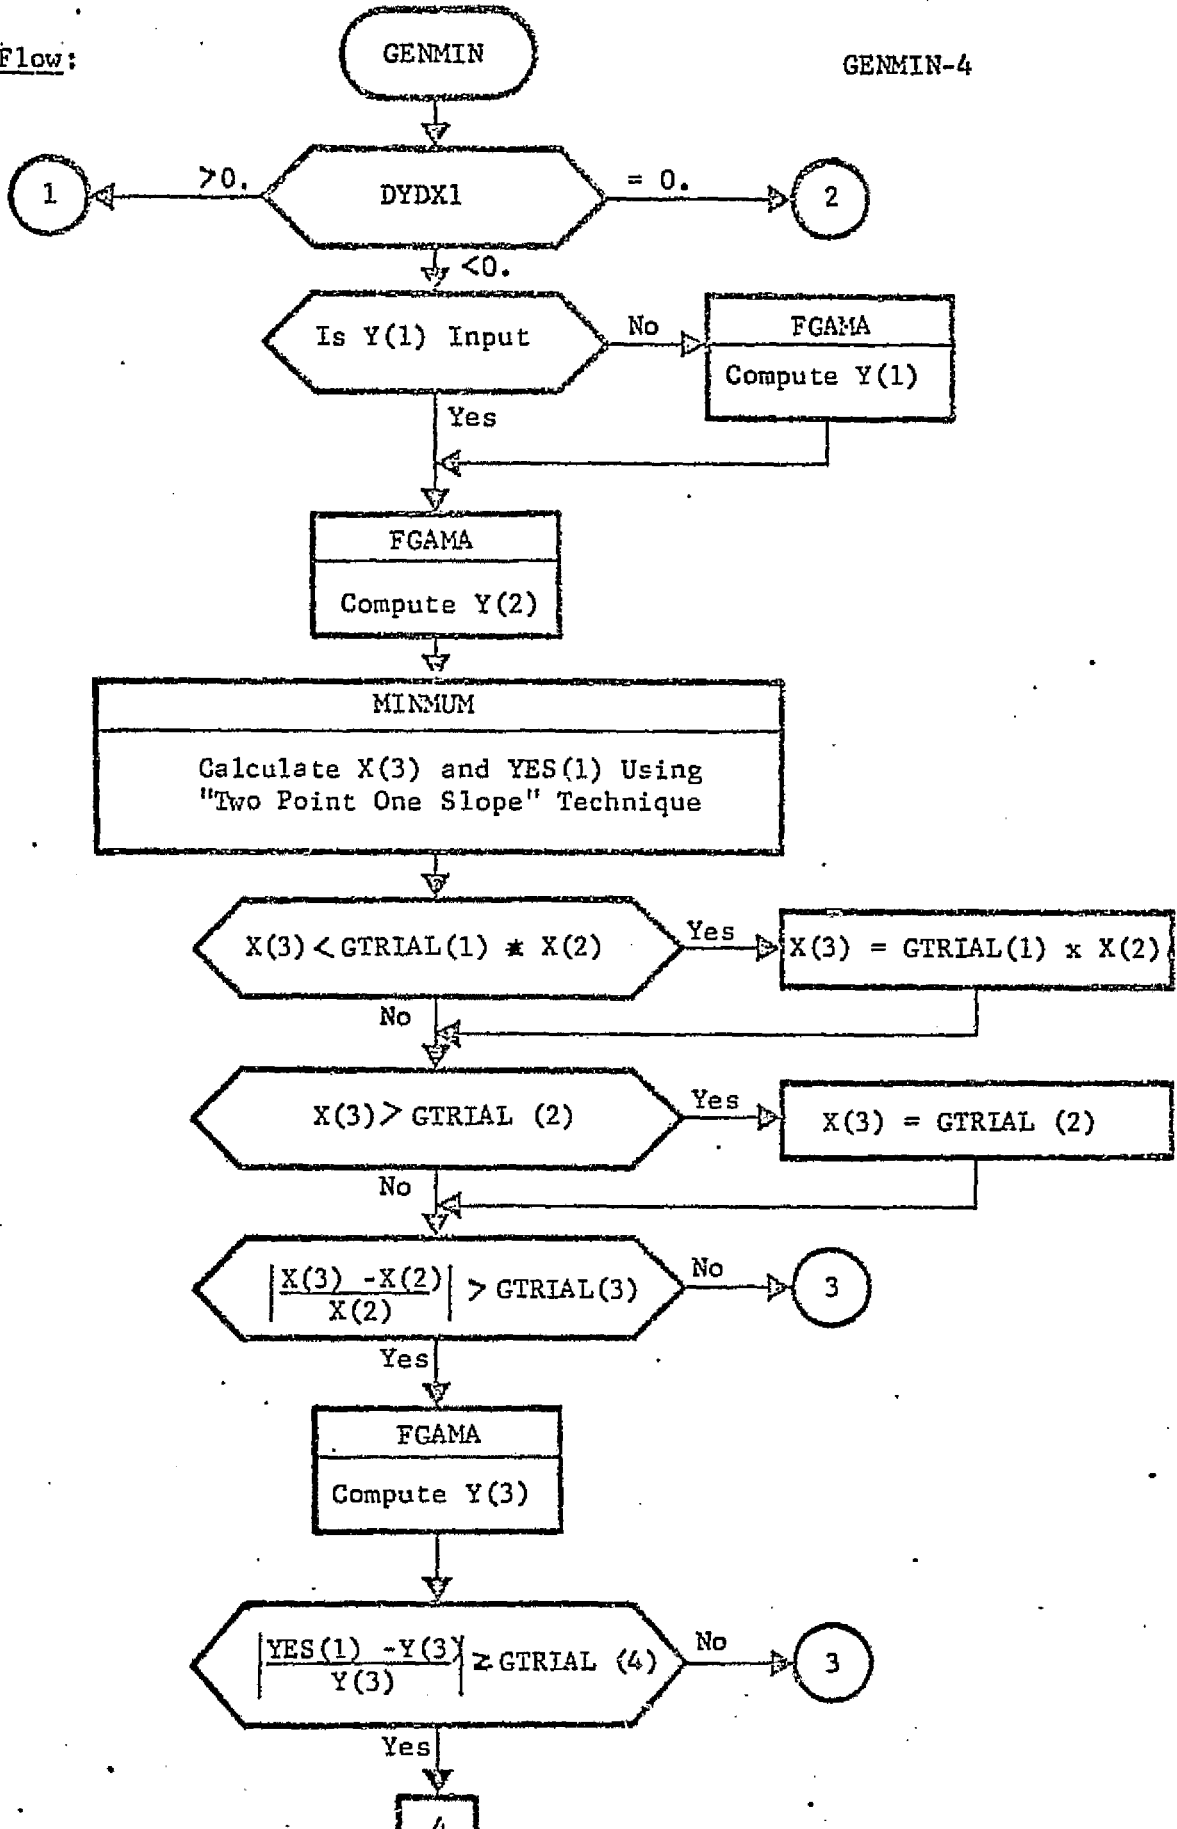 Flow:
GENMIN
GENMIN-4
1
>0.
DYDX1
= 0.
2
<0.
Is Y(1) Input
No
FGAMA
Compute Y(1)
Yes
FGAMA
Compute Y(2)
MINMUM
Calculate X(3) and YES(1) Using
"Two Point One Slope" Technique
X(3) < GTRIAL(1) * X(2)
Yes
X(3) = GTRIAL(1) x X(2)
No
X(3) > GTRIAL (2)
Yes
X(3) = GTRIAL (2)
No
|X(3) -X(2)
X(2)| > GTRIAL(3)
No
3
Yes
FGAMA
Compute Y(3)
|YES(1) -Y(3)
Y(3)| ≥ GTRIAL (4)
No
3
Yes
4